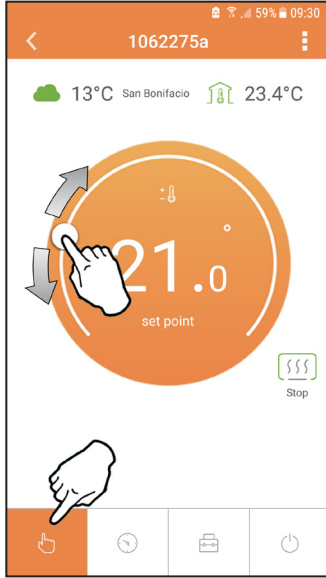 59% 09:30
1062275a
13°C San Bonifacio 23.4°C
21.0°
set point
Stop